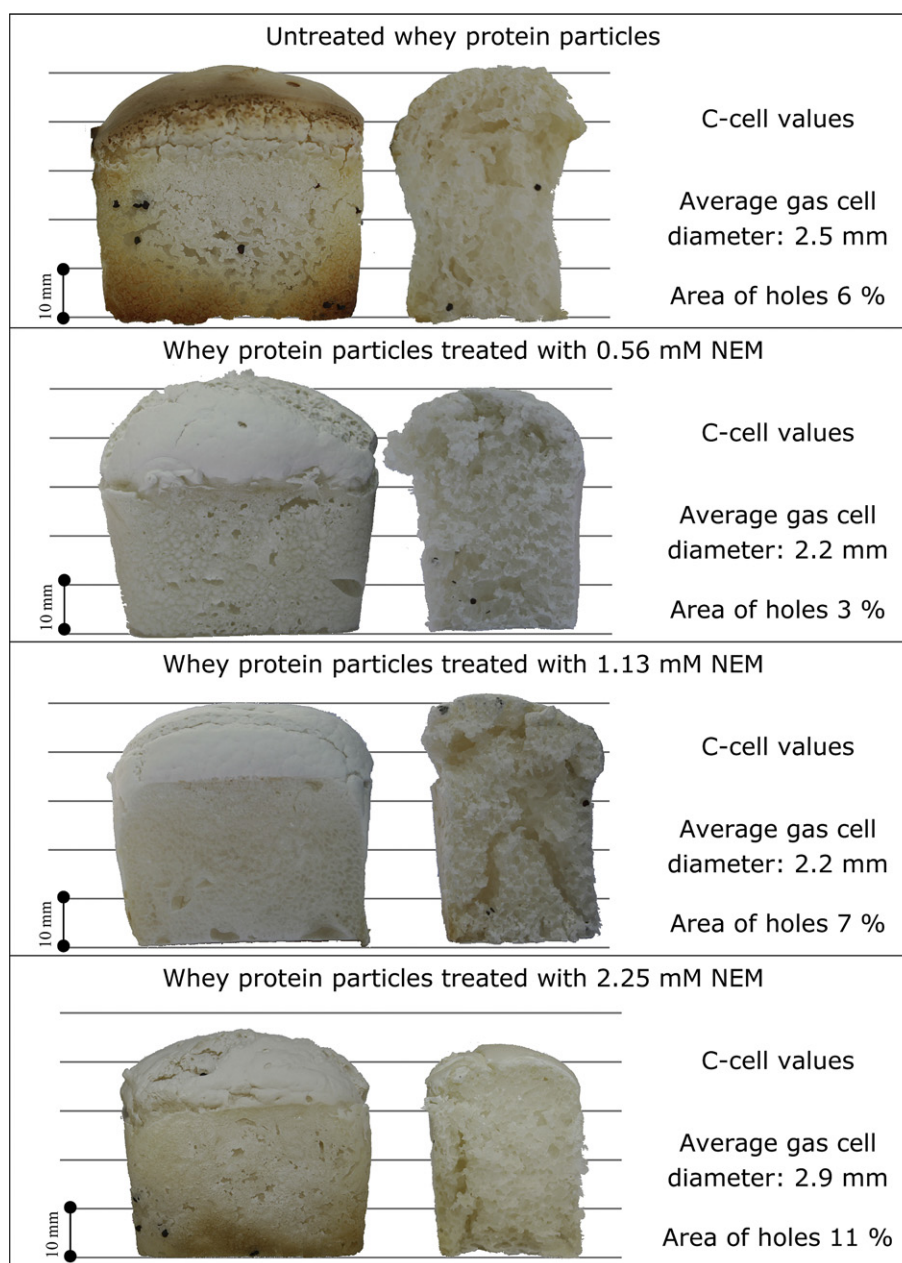 Untreated whey protein particles
C-cell values
Average gas cell
diameter: 2.5 mm
Area of holes 6 %
10 mm
Whey protein particles treated with 0.56 mM NEM
C-cell values
Average gas cell
diameter: 2.2 mm
Area of holes 3 %
10 mm
Whey protein particles treated with 1.13 mM NEM
C-cell values
Average gas cell
diameter: 2.2 mm
Area of holes 7 %
10 mm
Whey protein particles treated with 2.25 mM NEM
C-cell values
Average gas cell
diameter: 2.9 mm
Area of holes 11 %
10 mm